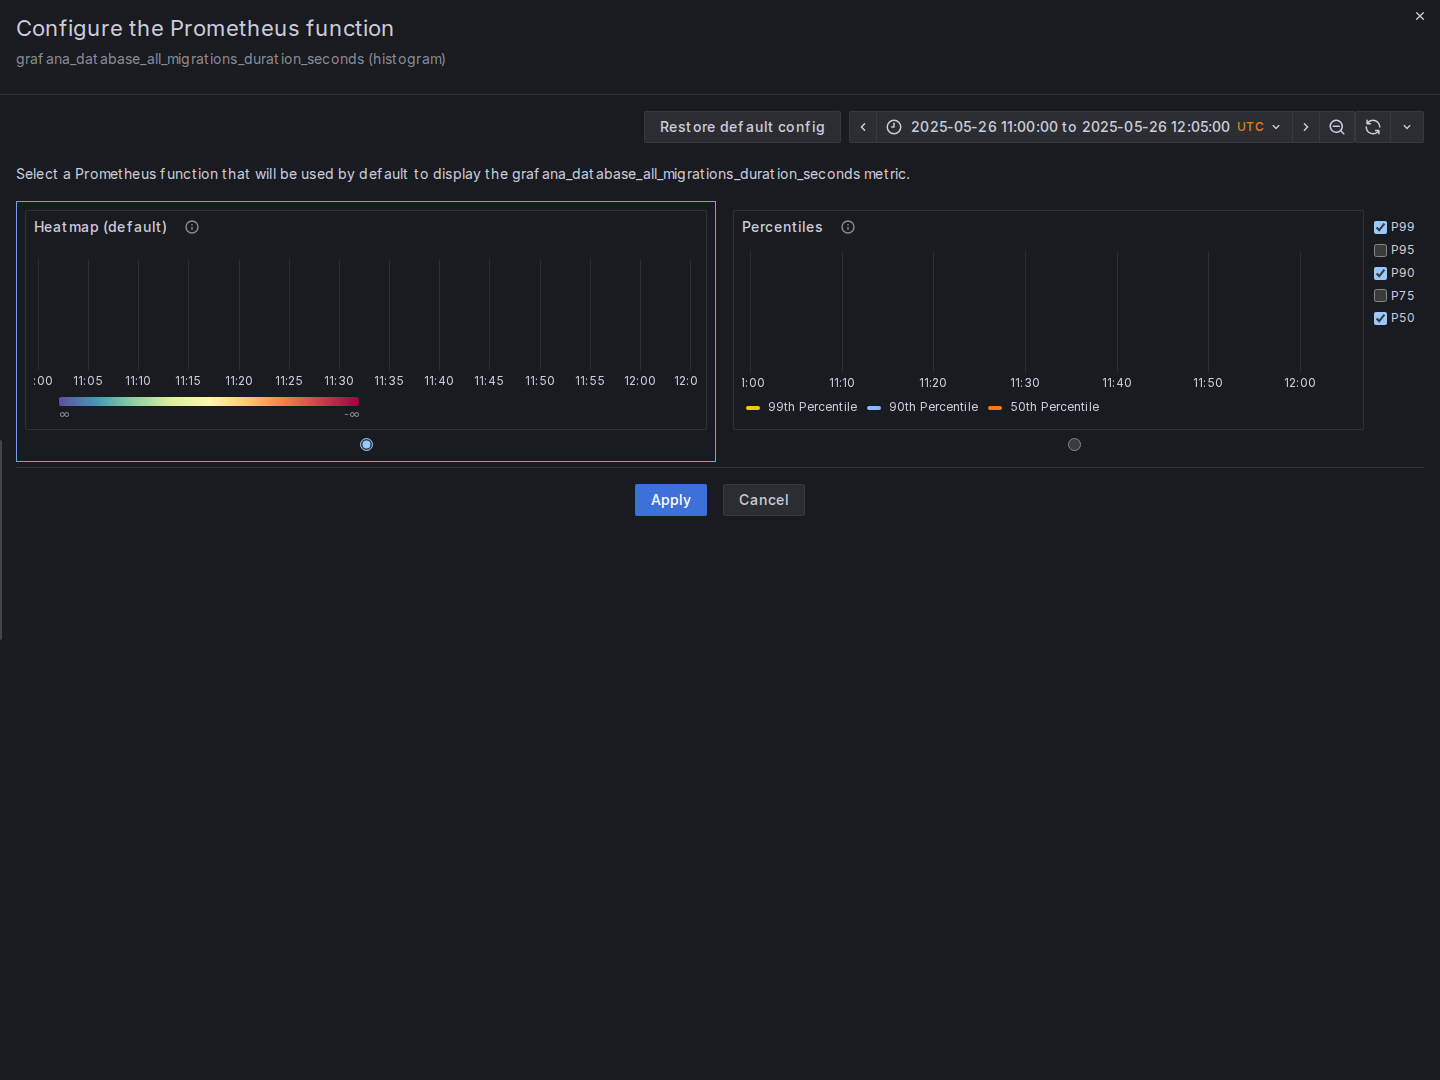 Configure the Prometheus function
grafana_database_all_migrations_duration_seconds (histogram)
Restore default config
2025-05-26 11:00:00 to 2025-05-26 12:05:00 UTC
Select a Prometheus function that will be used by default to display the grafana_database_all_migrations_duration_seconds metric.
Heatmap (default)
:00 11:05 11:10 11:15 11:20 11:25 11:30 11:35 11:40 11:45 11:50 11:55 12:00 12:0
∞ -∞
Percentiles
1:00 11:10 11:20 11:30 11:40 11:50 12:00
99th Percentile 90th Percentile 50th Percentile
P99
P95
P90
P75
P50
Apply Cancel